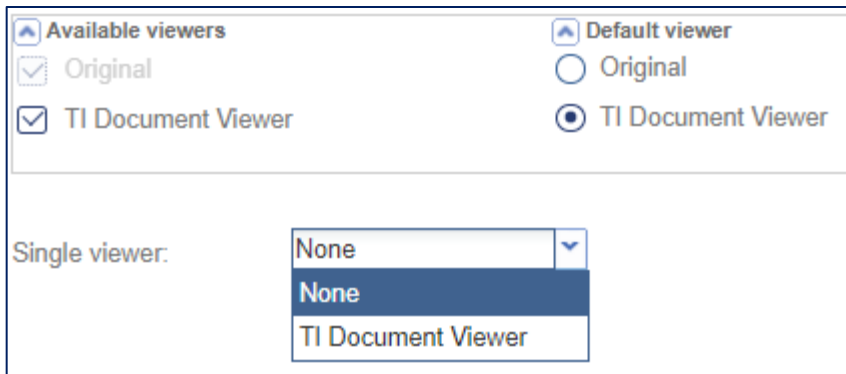 Available viewers
Original
TI Document Viewer
Default viewer
Original
TI Document Viewer
Single viewer:
None
None
TI Document Viewer